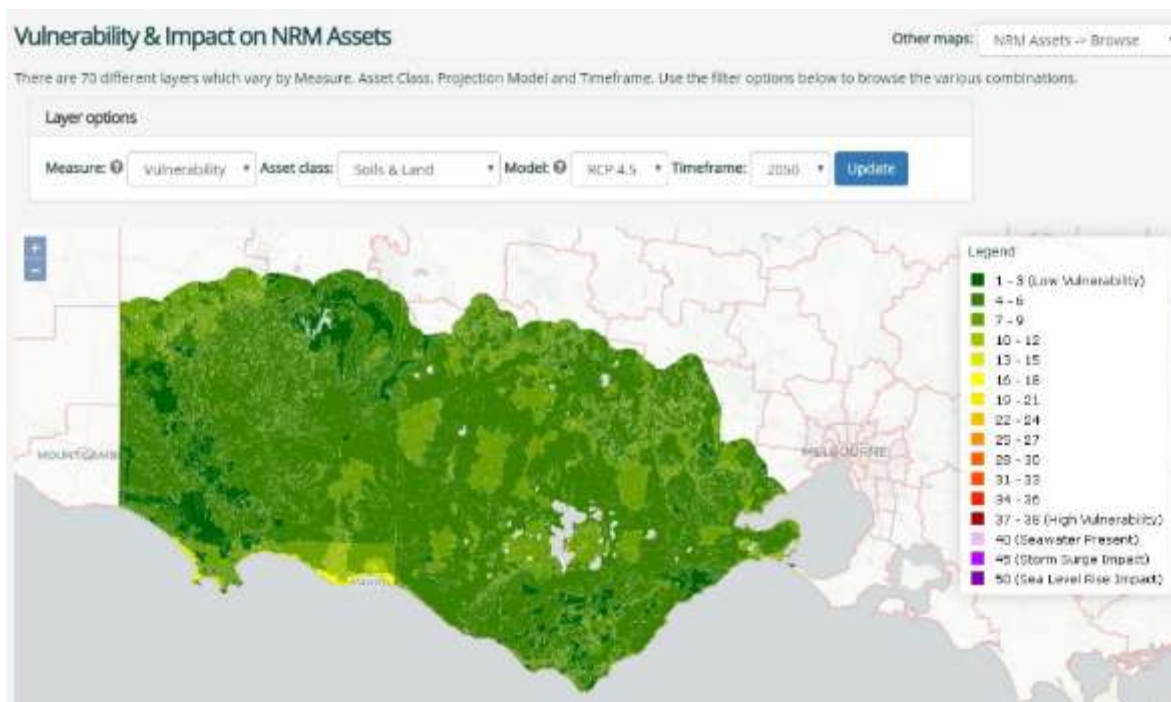 Vulnerability & Impact on NRM Assets
Other maps: NRM Assets -> Browse
There are 70 different layers which vary by Measure, Asset Class, Projection Model and Timeframe. Use the filter options below to browse the various combinations.
Layer options
Measure: Vulnerability Asset class: Soils & Land Model: RCP 4.5 Timeframe: 2050 Update
+
-
Legend
1 - 3 (Low Vulnerability)
4 - 6
7 - 9
10 - 12
13 - 15
16 - 18
19 - 21
22 - 24
25 - 27
28 - 30
31 - 33
34 - 36
37 - 38 (High Vulnerability)
40 (Seawater Present)
45 (Storm Surge Impact)
50 (Sea Level Rise Impact)
MELBOURNE